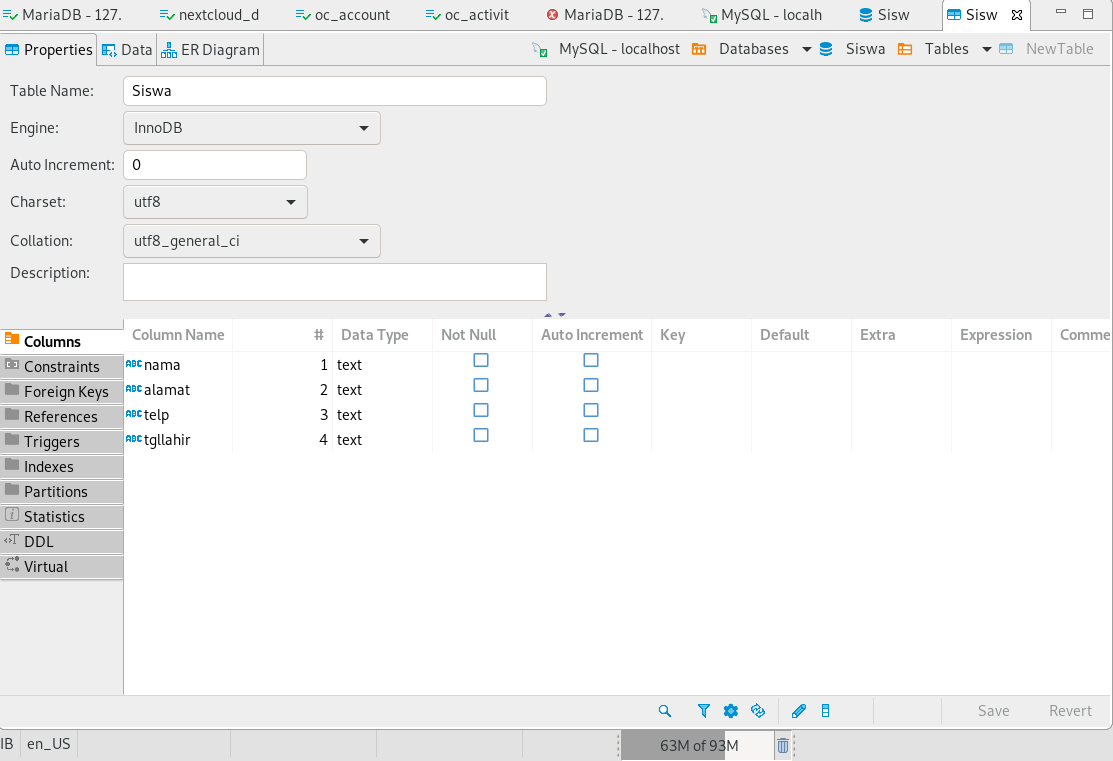 MariaDB - 127. nextcloud_d oc_account oc_activit MariaDB - 127. MySQL - localh Sisw Sisw
Properties Data ER Diagram MySQL - localhost Databases Siswa Tables NewTable
Table Name: Siswa
Engine: InnoDB
Auto Increment: 0
Charset: utf8
Collation: utf8_general_ci
Description:
Column Name # Data Type Not Null Auto Increment Key Default Extra Expression Comme
ABC nama 1 text
ABC alamat 2 text
ABC telp 3 text
ABC tgllahir 4 text
Columns
Constraints
Foreign Keys
References
Triggers
Indexes
Partitions
Statistics
DDL
Virtual
Save Revert
IB en_US 63M of 93M